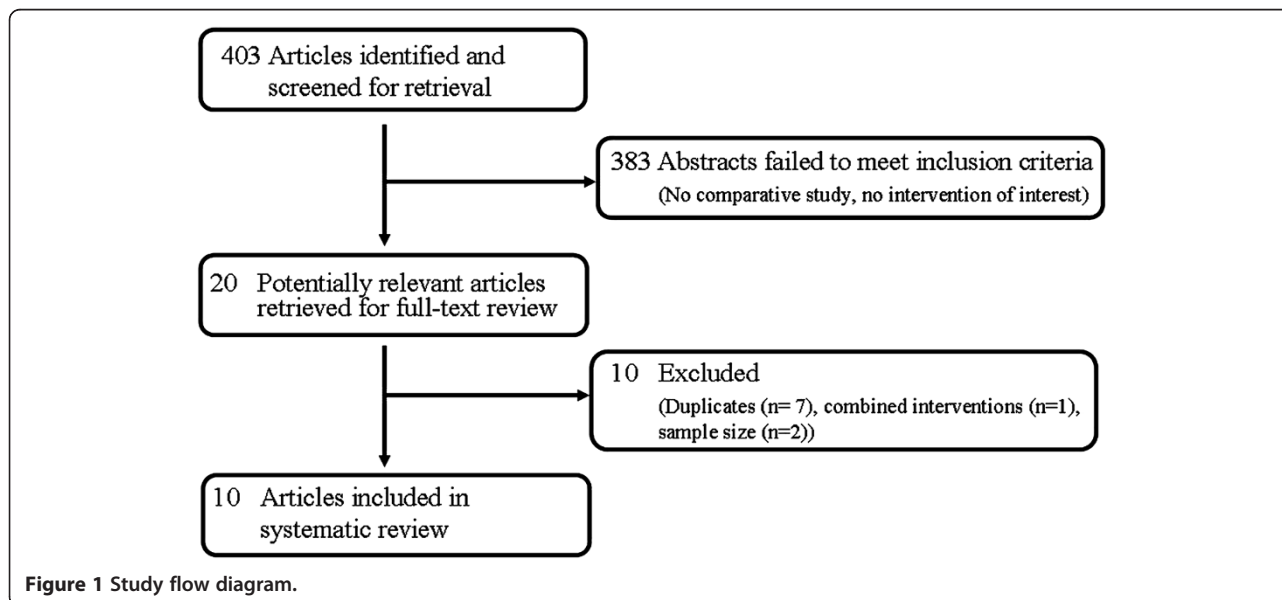 403 Articles identified and
screened for retrieval
383 Abstracts failed to meet inclusion criteria
(No comparative study, no intervention of interest)
20 Potentially relevant articles
retrieved for full-text review
10 Excluded
(Duplicates (n= 7), combined interventions (n=1),
sample size (n=2))
10 Articles included in
systematic review
Figure 1 Study flow diagram.